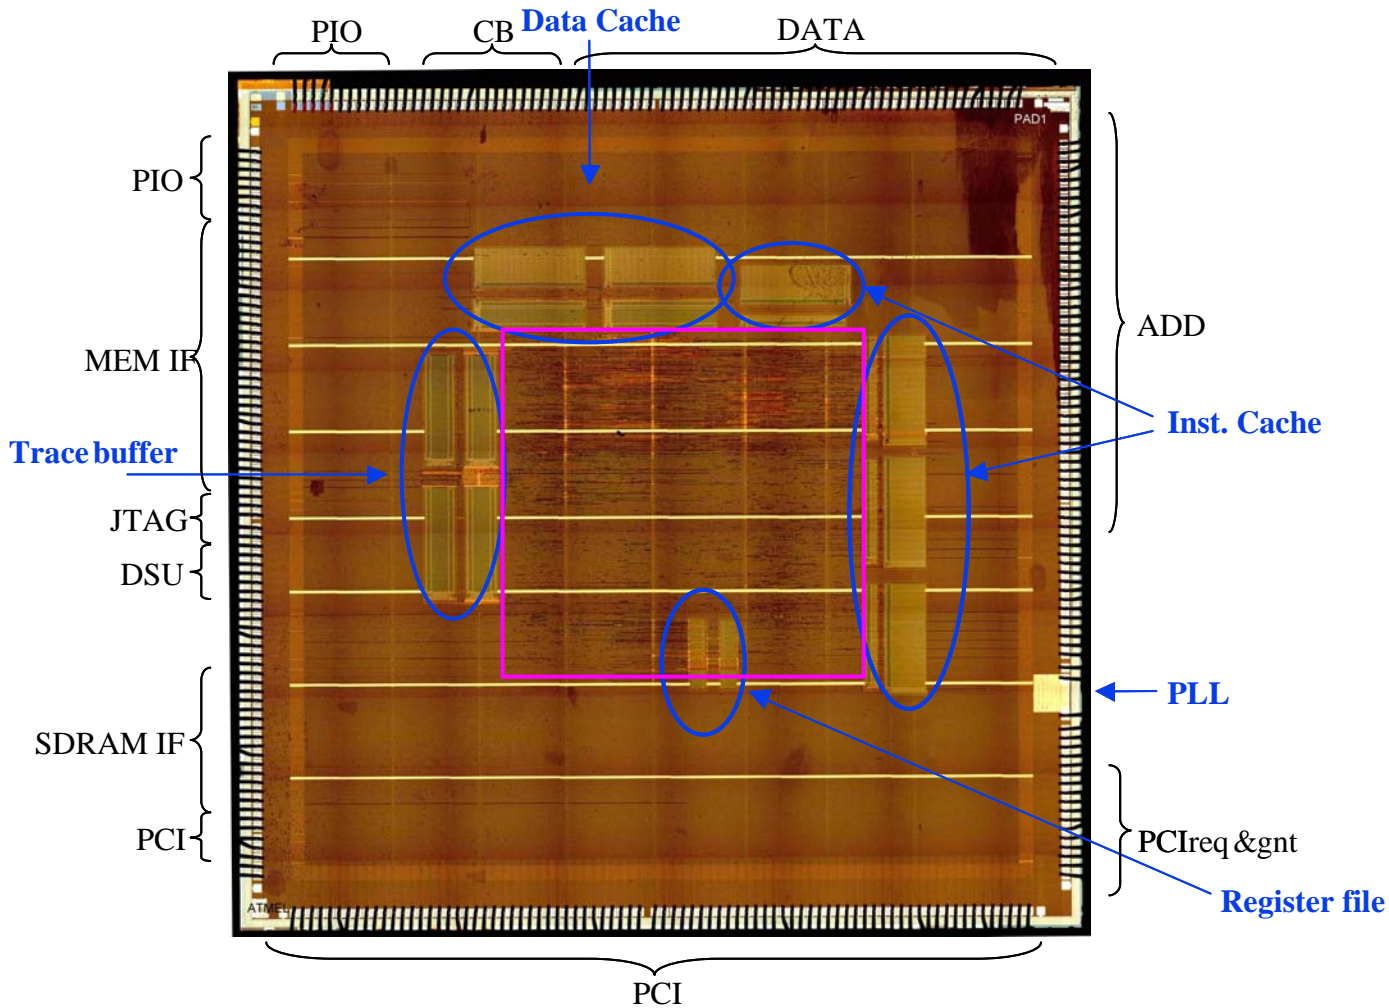 PIO
CB
Data Cache
DATA
PAD1
PIO
MEM IF
ADD
Inst. Cache
Trace buffer
JTAG
DSU
PLL
SDRAM IF
PCI
PCIreq &gnt
Register file
ATMEL
PCI